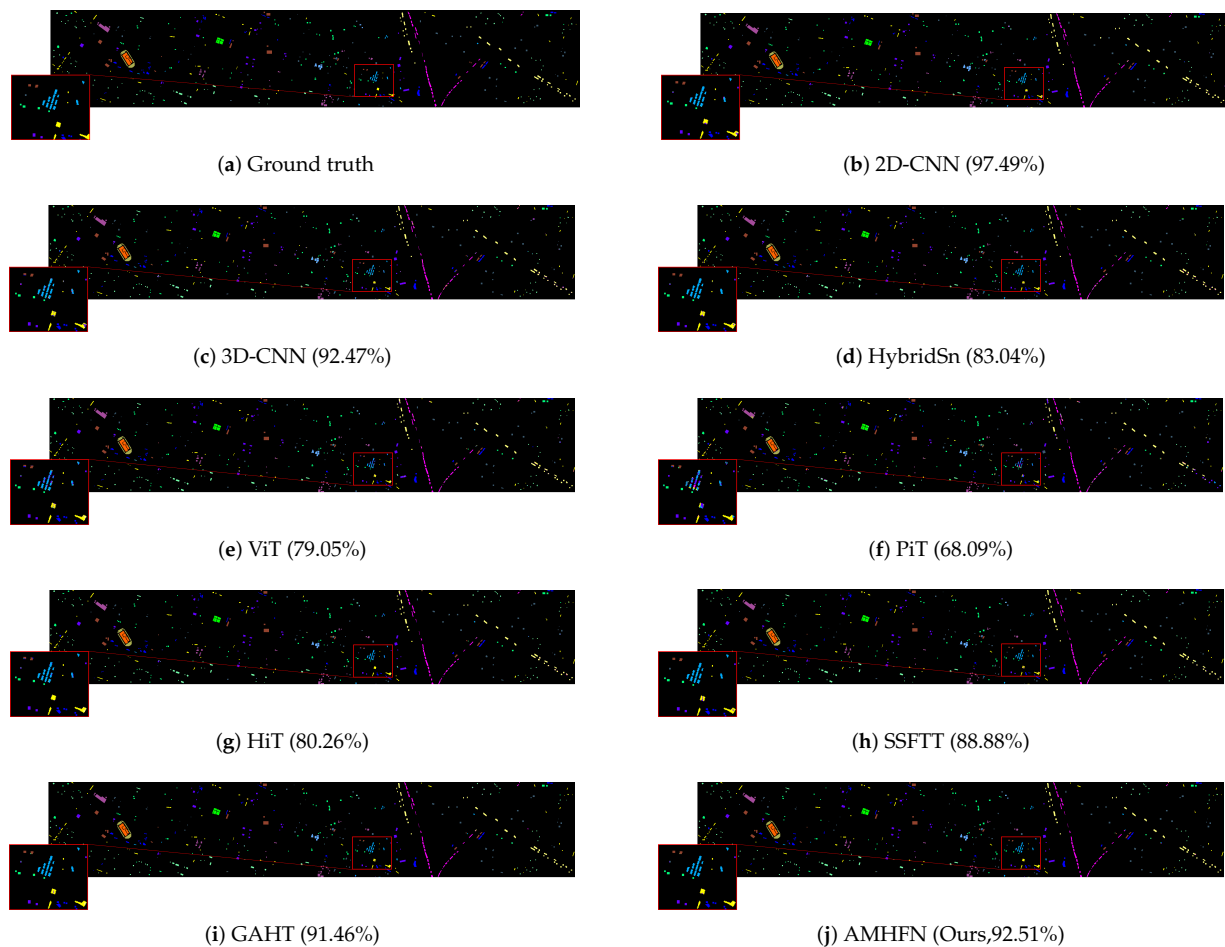 (a) Ground truth
(b) 2D-CNN (97.49%)
(c) 3D-CNN (92.47%)
(d) HybridSn (83.04%)
(e) ViT (79.05%)
(f) PiT (68.09%)
(g) HiT (80.26%)
(h) SSFTT (88.88%)
(i) GAHT (91.46%)
(j) AMHFN (Ours,92.51%)